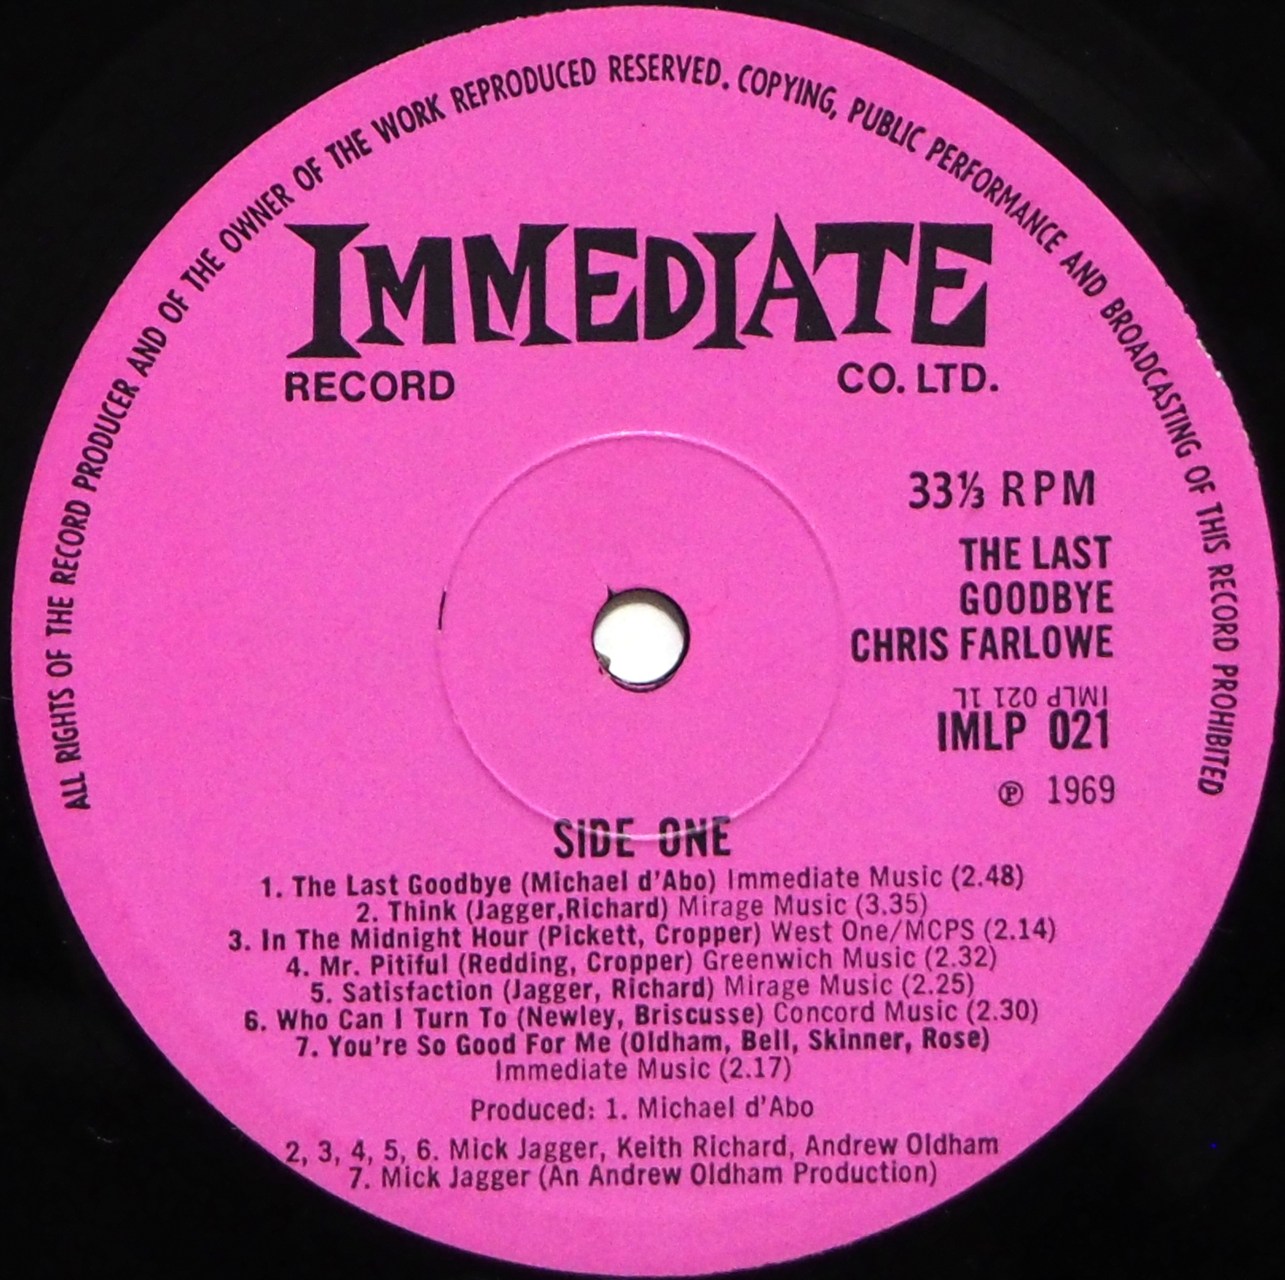 ALL RIGHTS OF THE RECORD PRODUCER AND OF THE OWNER OF THE WORK REPRODUCED RESERVED. COPYING, PUBLIC PERFORMANCE AND BROADCASTING OF THIS RECORD PROHIBITED
IMMEDIATE
RECORD CO. LTD.
33⅓ RPM
THE LAST
GOODBYE
CHRIS FARLOWE
IMLP 021 1L
IMLP 021
℗ 1969
SIDE ONE
1. The Last Goodbye (Michael d'Abo) Immediate Music (2.48)
2. Think (Jagger,Richard) Mirage Music (3.35)
3. In The Midnight Hour (Pickett, Cropper) West One/MCPS (2.14)
4. Mr. Pitiful (Redding, Cropper) Greenwich Music (2.32)
5. Satisfaction (Jagger, Richard) Mirage Music (2.25)
6. Who Can I Turn To (Newley, Briscusse) Concord Music (2.30)
7. You're So Good For Me (Oldham, Bell, Skinner, Rose)
Immediate Music (2.17)
Produced: 1. Michael d'Abo
2, 3, 4, 5, 6. Mick Jagger, Keith Richard, Andrew Oldham
7. Mick Jagger (An Andrew Oldham Production)